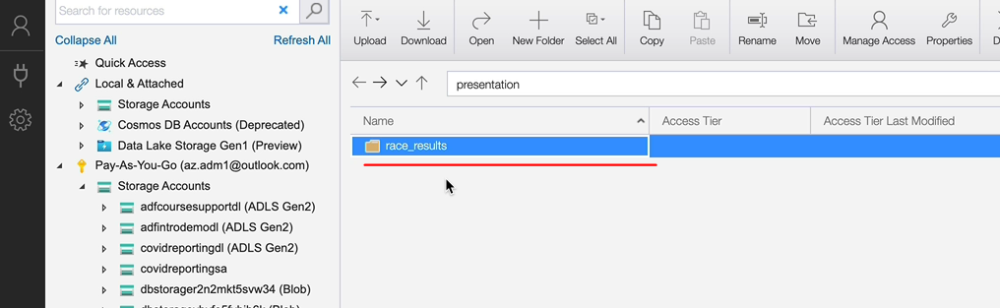 Search for resources
Collapse All
Refresh All
Quick Access
Local & Attached
Storage Accounts
Cosmos DB Accounts (Deprecated)
Data Lake Storage Gen1 (Preview)
Pay-As-You-Go (az.adm1@outlook.com)
Storage Accounts
adfcoursesupportdl (ADLS Gen2)
adfintrodemodl (ADLS Gen2)
covidreportingdl (ADLS Gen2)
covidreportingsa
dbstorager2n2mkt5svw34 (Blob)
Upload
Download
Open
New Folder
Select All
Copy
Paste
Rename
Move
Manage Access
Properties
presentation
Name
Access Tier
Access Tier Last Modified
race_results